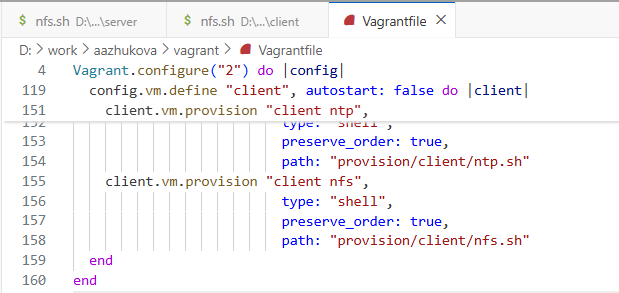 $ nfs.sh D:\...\server $ nfs.sh D:\...\client Vagrantfile ×
D: > work > aazhukova > vagrant > Vagrantfile
4 Vagrant.configure("2") do |config|
119 config.vm.define "client", autostart: false do |client|
151 client.vm.provision "client ntp",
152 type: "shell",
153 preserve_order: true,
154 path: "provision/client/ntp.sh"
155 client.vm.provision "client nfs",
156 type: "shell",
157 preserve_order: true,
158 path: "provision/client/nfs.sh"
159 end
160 end